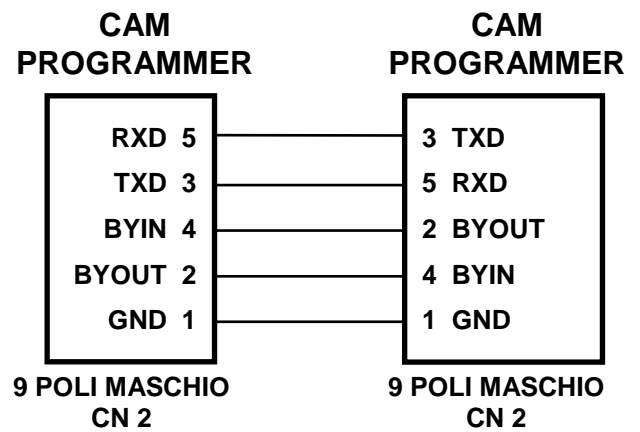 CAM
PROGRAMMER
CAM
PROGRAMMER
RXD 5
3 TXD
TXD 3
5 RXD
BYIN 4
2 BYOUT
BYOUT 2
4 BYIN
GND 1
1 GND
9 POLI MASCHIO
CN 2
9 POLI MASCHIO
CN 2